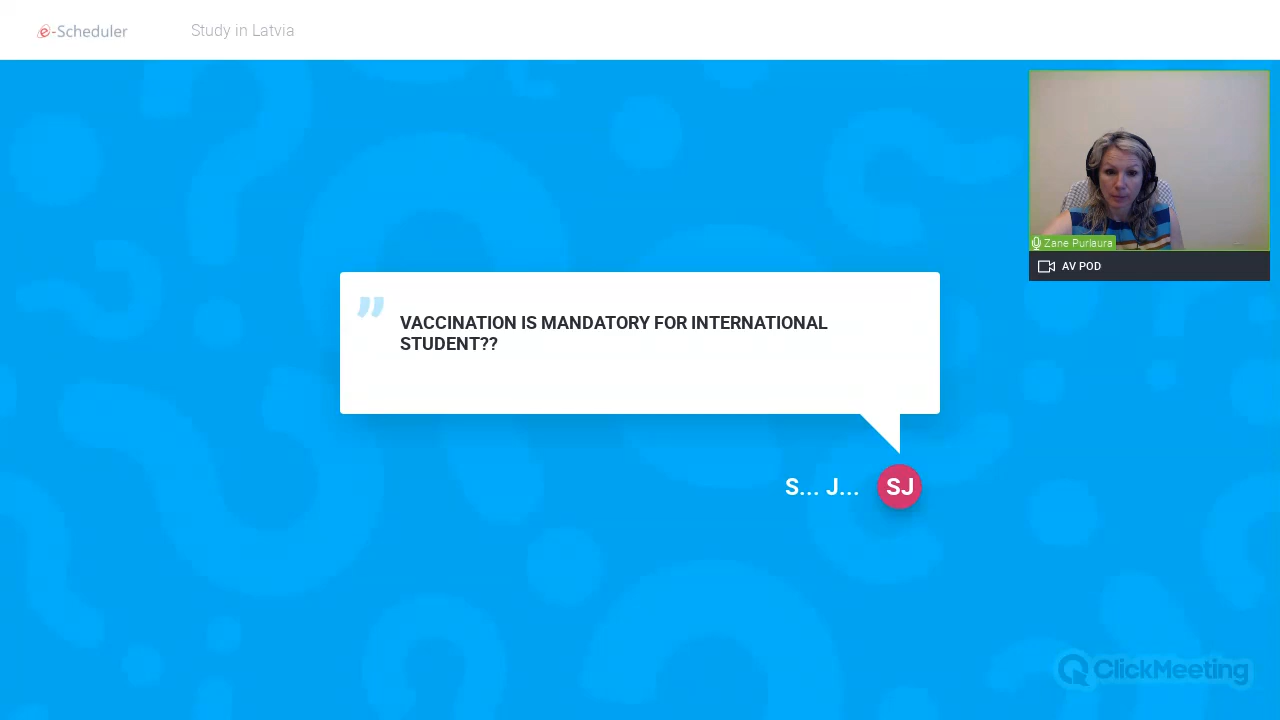 e-Scheduler
Study in Latvia
Zane Purlaura
AV POD
VACCINATION IS MANDATORY FOR INTERNATIONAL
STUDENT??
S... J...
SJ
ClickMeeting